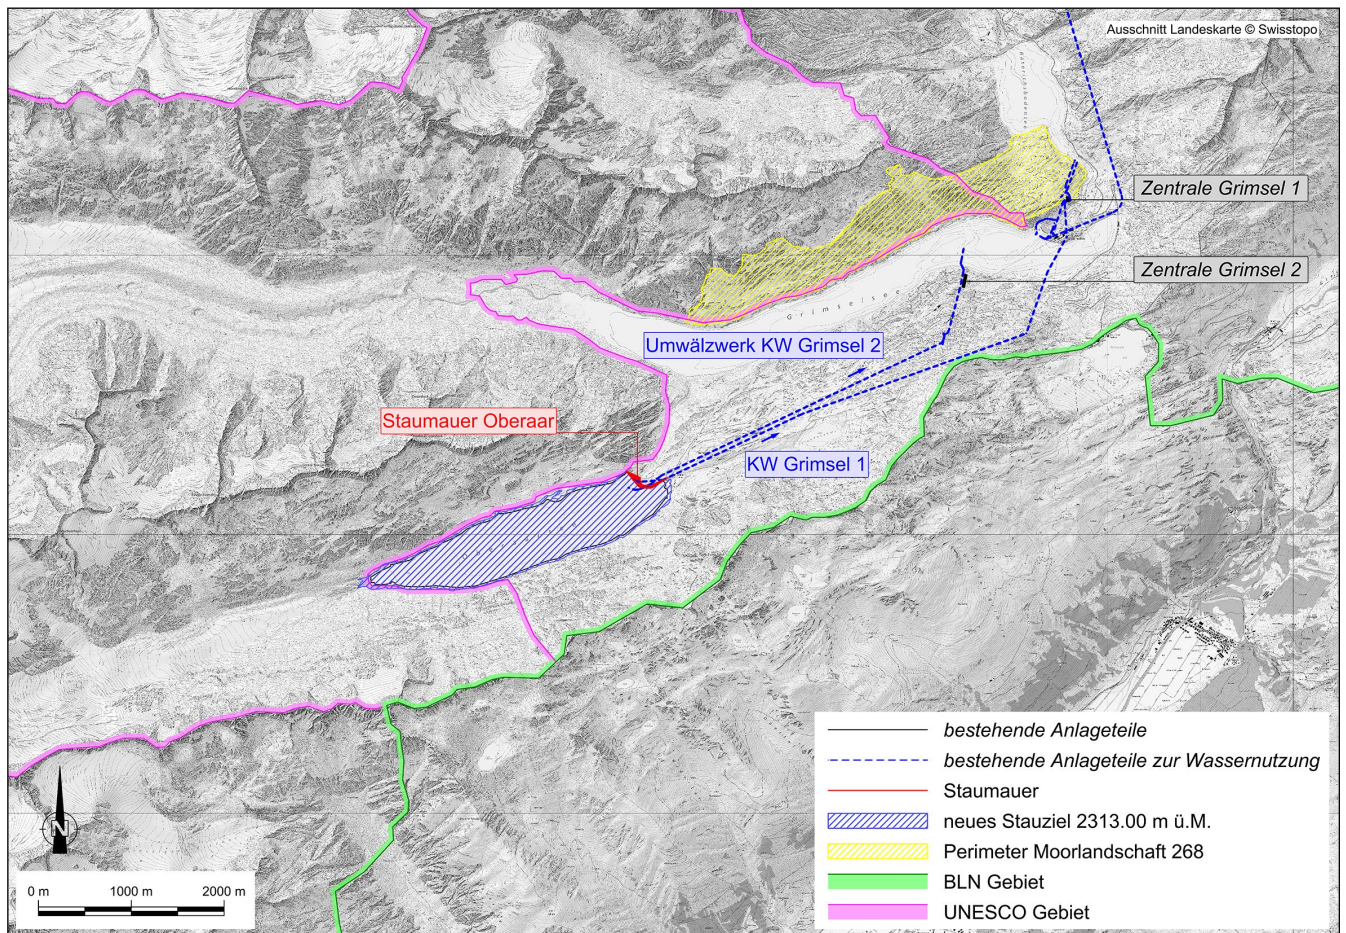 Ausschnitt Landeskarte © Swisstopo
Zentrale Grimsel 1
Zentrale Grimsel 2
Grimselsee
Umwälzwerk KW Grimsel 2
Staumauer Oberaar
KW Grimsel 1
bestehende Anlageteile
bestehende Anlageteile zur Wassernutzung
Staumauer
neues Stauziel 2313.00 m ü.M.
Perimeter Moorlandschaft 268
BLN Gebiet
UNESCO Gebiet
N
0 m 1000 m 2000 m